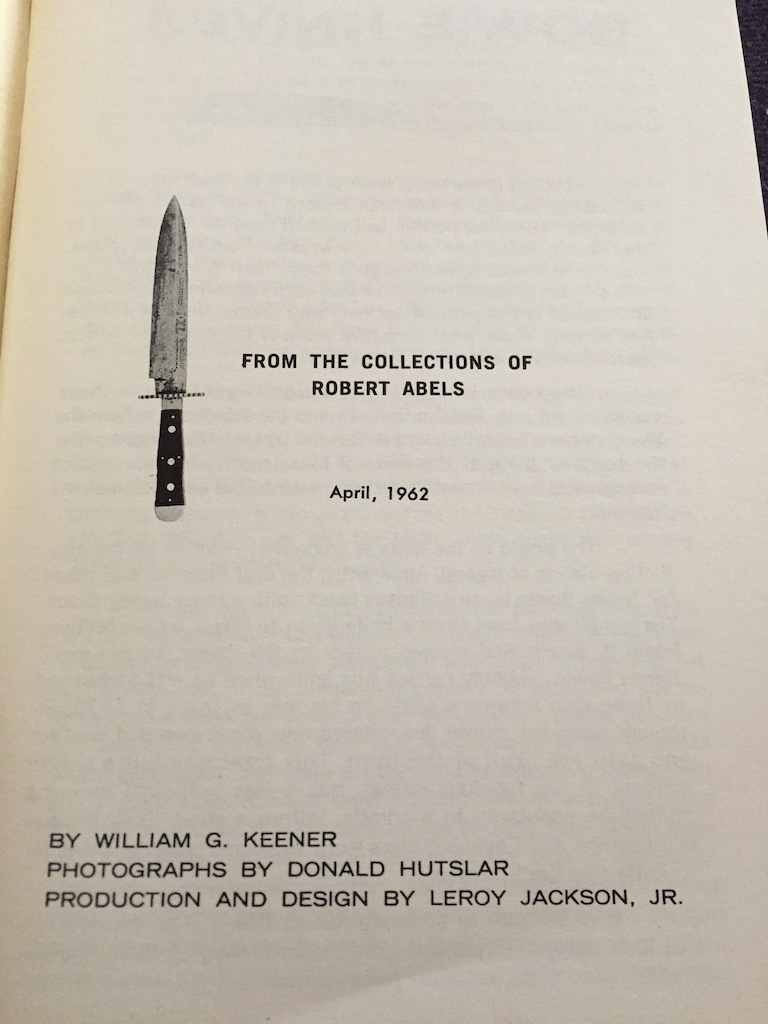 FROM THE COLLECTIONS OF
ROBERT ABELS
April, 1962
BY WILLIAM G. KEENER
PHOTOGRAPHS BY DONALD HUTSLAR
PRODUCTION AND DESIGN BY LEROY JACKSON, JR.